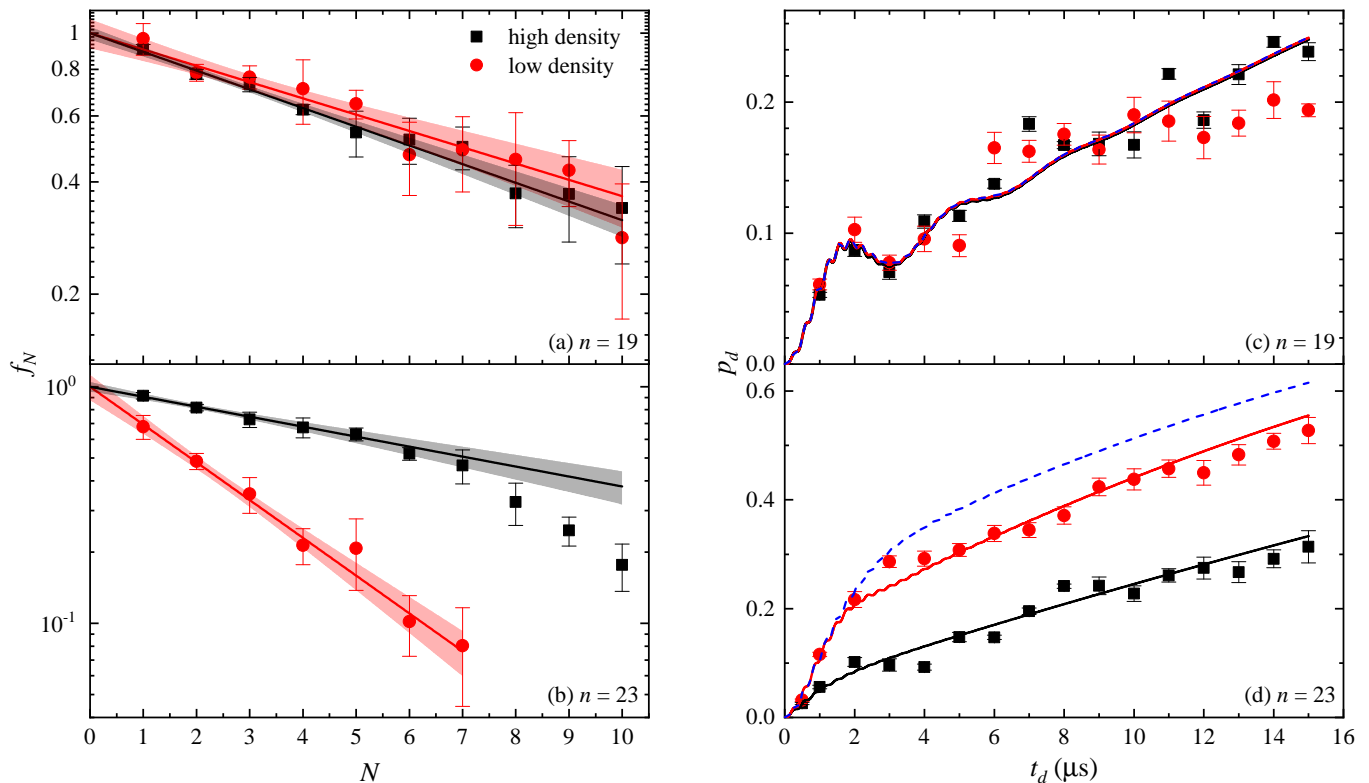 1
0.8
0.6
0.4
0.2
f_N
high density
low density
(a) n = 19
10^0
10^-1
(b) n = 23
0 1 2 3 4 5 6 7 8 9 10
N
0.2
0.1
0.0
p_d
(c) n = 19
0.6
0.4
0.2
0.0
(d) n = 23
0 2 4 6 8 10 12 14 16
t_d (μs)